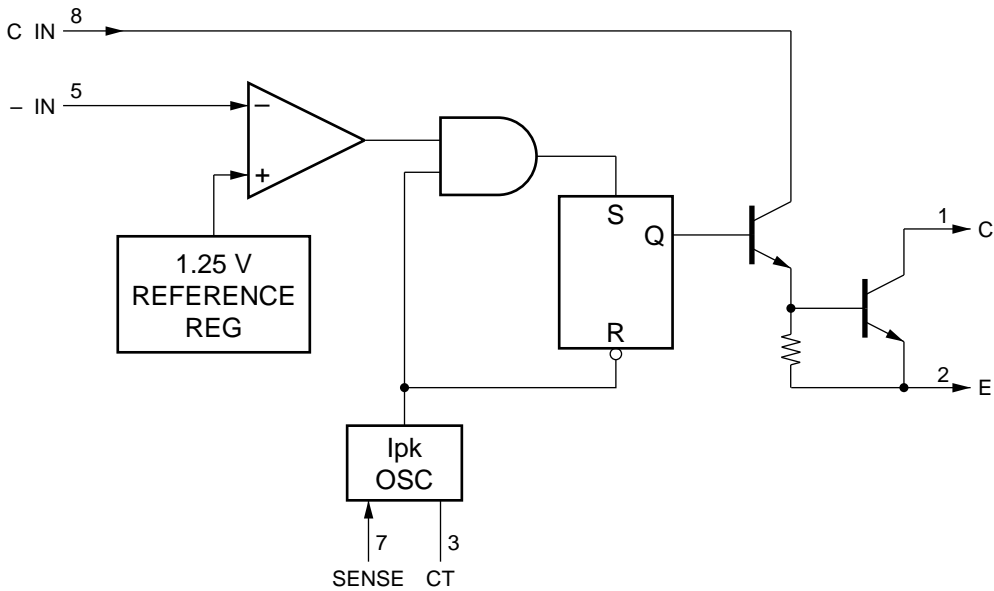 C IN 8
– IN 5
−
+
1.25 V
REFERENCE
REG
S
Q
R
1 C
2 E
Ipk
OSC
7 3
SENSE CT